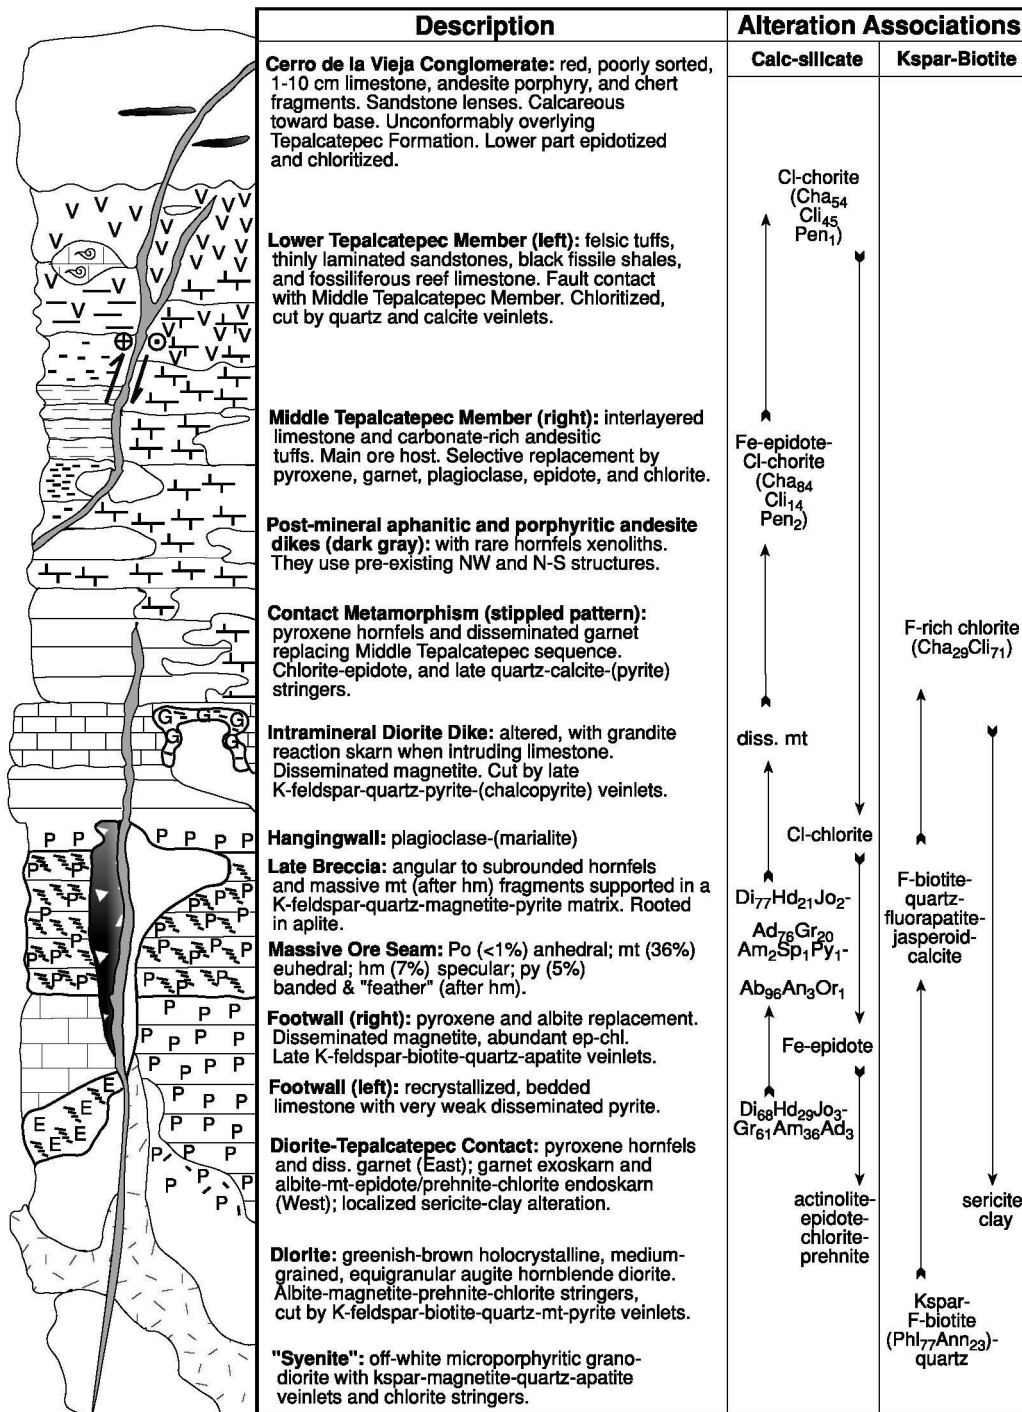 Description
Alteration Associations
Calc-silicate
Kspar-Biotite
Cerro de la Vieja Conglomerate: red, poorly sorted,
1-10 cm limestone, andesite porphyry, and chert
fragments. Sandstone lenses. Calcareous
toward base. Unconformably overlying
Tepalcatepec Formation. Lower part epidotized
and chloritized.
Lower Tepalcatepec Member (left): felsic tuffs,
thinly laminated sandstones, black fissile shales,
and fossiliferous reef limestone. Fault contact
with Middle Tepalcatepec Member. Chloritized,
cut by quartz and calcite veinlets.
Middle Tepalcatepec Member (right): interlayered
limestone and carbonate-rich andesitic
tuffs. Main ore host. Selective replacement by
pyroxene, garnet, plagioclase, epidote, and chlorite.
Post-mineral aphanitic and porphyritic andesite
dikes (dark gray): with rare hornfels xenoliths.
They use pre-existing NW and N-S structures.
Contact Metamorphism (stippled pattern):
pyroxene hornfels and disseminated garnet
replacing Middle Tepalcatepec sequence.
Chlorite-epidote, and late quartz-calcite-(pyrite)
stringers.
Intramineral Diorite Dike: altered, with grandite
reaction skarn when intruding limestone.
Disseminated magnetite. Cut by late
K-feldspar-quartz-pyrite-(chalcopyrite) veinlets.
Hangingwall: plagioclase-(marialite)
Late Breccia: angular to subrounded hornfels
and massive mt (after hm) fragments supported in a
K-feldspar-quartz-magnetite-pyrite matrix. Rooted
in aplite.
Massive Ore Seam: Po (<1%) anhedral; mt (36%)
euhedral; hm (7%) specular; py (5%)
banded & "feather" (after hm).
Footwall (right): pyroxene and albite replacement.
Disseminated magnetite, abundant ep-chl.
Late K-feldspar-biotite-quartz-apatite veinlets.
Footwall (left): recrystallized, bedded
limestone with very weak disseminated pyrite.
Diorite-Tepalcatepec Contact: pyroxene hornfels
and diss. garnet (East); garnet exoskarn and
albite-mt-epidote/prehnite-chlorite endoskarn
(West); localized sericite-clay alteration.
Diorite: greenish-brown holocrystalline, medium-
grained, equigranular augite hornblende diorite.
Albite-magnetite-prehnite-chlorite stringers,
cut by K-feldspar-biotite-quartz-mt-pyrite veinlets.
"Syenite": off-white microporphyritic grano-
diorite with kspar-magnetite-quartz-apatite
veinlets and chlorite stringers.
Cl-chorite
(Cha54
Cli45
Pen1)
Fe-epidote-
Cl-chorite
(Cha84
Cli14
Pen2)
diss. mt
Cl-chlorite
Di77Hd21Jo2-
Ad76Gr20
Am2Sp1Py1-
Ab96An3Or1
Fe-epidote
Di68Hd29Jo3-
Gr61Am36Ad3
actinolite-
epidote-
chlorite-
prehnite
F-rich chlorite
(Cha29Cli71)
F-biotite-
quartz-
fluorapatite-
jasperoid-
calcite
sericite
clay
Kspar-
F-biotite
(Phl77Ann23)-
quartz
V V V V
V V V
V V V
V V V
V V V
V V
G G G
G G
P P P P P
P P P P
P P P P
P P P P
P P P P
P P P
P P P
E P P P
E E P P P
E P P
P P
P